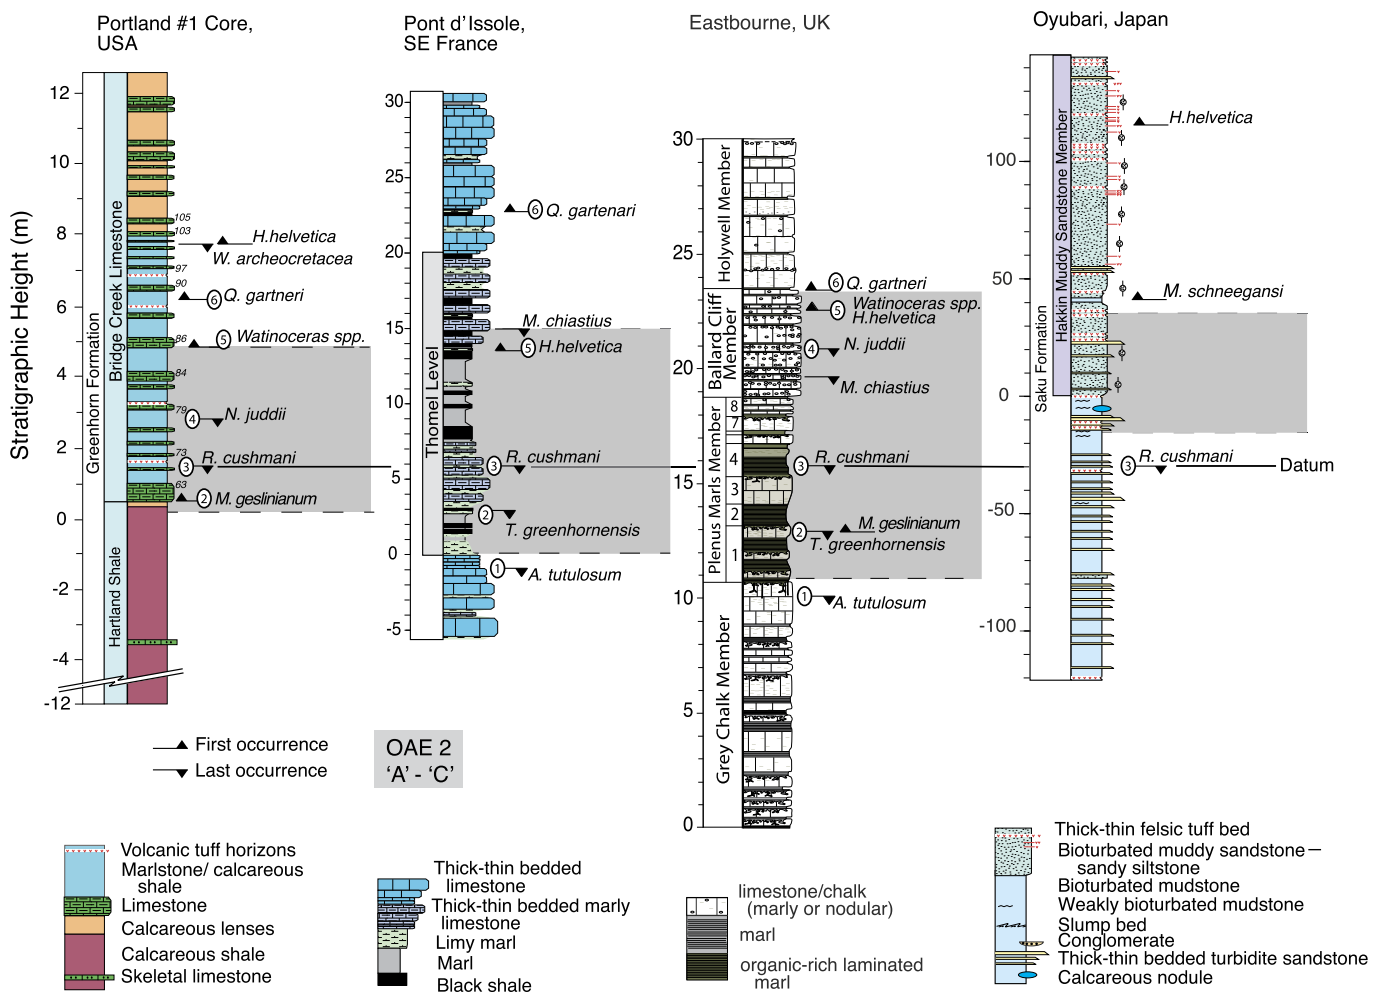 Portland #1 Core,
USA
Pont d'Issole,
SE France
Eastbourne, UK
Oyubari, Japan
Stratigraphic Height (m)
12
10
8
6
4
2
0
-2
-4
-12
Greenhorn Formation
Bridge Creek Limestone
Hartland Shale
105
103
97
90
86
84
79
73
63
H.helvetica
W. archeocretacea
6 Q. gartneri
5 Watinoceras spp.
4 N. juddii
3 R. cushmani
2 M. geslinianum
30
25
20
15
10
5
0
-5
Thomel Level
6 Q. gartenari
M. chiastius
5 H.helvetica
3 R. cushmani
2
T. greenhornensis
1 A. tutulosum
30
25
20
15
10
5
0
Holywell Member
Ballard Cliff
Member
Plenus Marls Member
Grey Chalk Member
8
7
4
3
2
1
6 Q. gartneri
Watinoceras spp.
5 H.helvetica
4 N. juddii
M. chiastius
3 R. cushmani
M. geslinianum
2 T. greenhornensis
1 A. tutulosum
100
50
0
-50
-100
Saku Formation
Hakkin Muddy Sandstone Member
H.helvetica
M. schneegansi
3 R. cushmani
Datum
First occurrence
Last occurrence
OAE 2
‘A’ - ‘C’
Volcanic tuff horizons
Marlstone/ calcareous
shale
Limestone
Calcareous lenses
Calcareous shale
Skeletal limestone
Thick-thin bedded
limestone
Thick-thin bedded marly
limestone
Limy marl
Marl
Black shale
limestone/chalk
(marly or nodular)
marl
organic-rich laminated
marl
Thick-thin felsic tuff bed
Bioturbated muddy sandstone—
sandy siltstone
Bioturbated mudstone
Weakly bioturbated mudstone
Slump bed
Conglomerate
Thick-thin bedded turbidite sandstone
Calcareous nodule